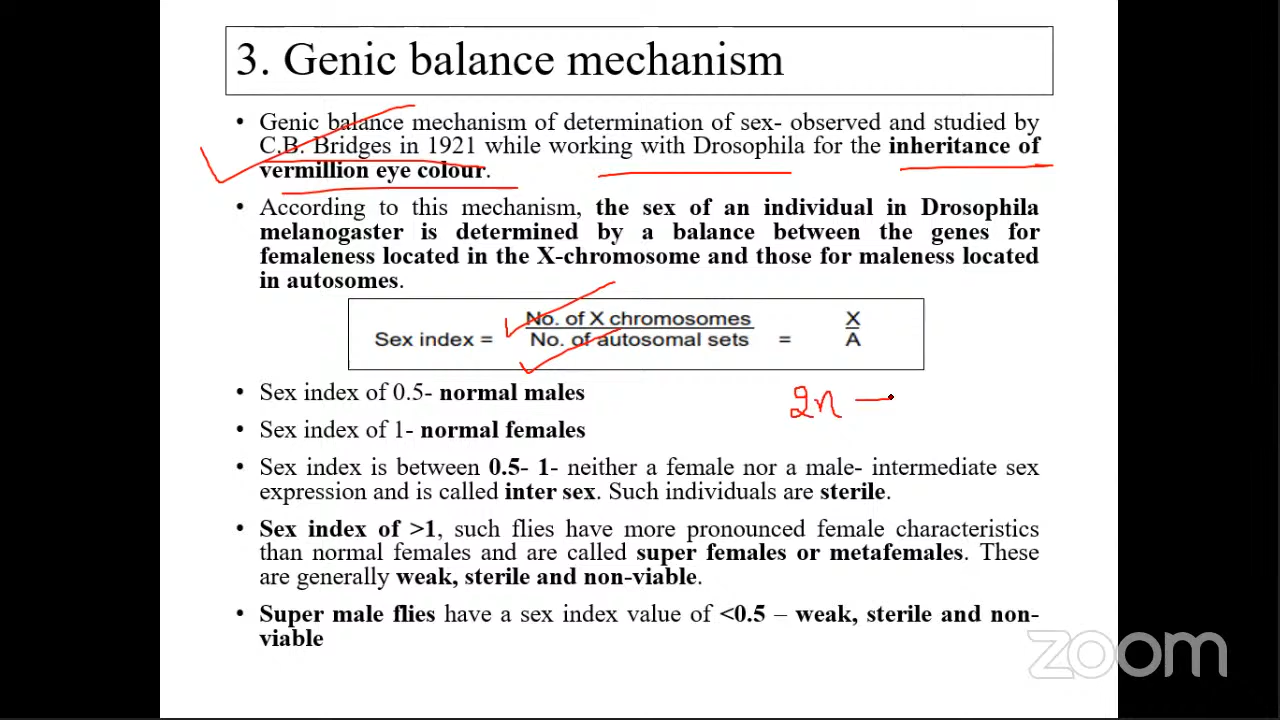 3. Genic balance mechanism
• Genic balance mechanism of determination of sex- observed and studied by
C.B. Bridges in 1921 while working with Drosophila for the inheritance of
vermillion eye colour.
• According to this mechanism, the sex of an individual in Drosophila
melanogaster is determined by a balance between the genes for
femaleness located in the X-chromosome and those for maleness located
in autosomes.
No. of X chromosomes X
Sex index = No. of autosomal sets = A
• Sex index of 0.5- normal males
2n —
• Sex index of 1- normal females
• Sex index is between 0.5- 1- neither a female nor a male- intermediate sex
expression and is called inter sex. Such individuals are sterile.
• Sex index of >1, such flies have more pronounced female characteristics
than normal females and are called super females or metafemales. These
are generally weak, sterile and non-viable.
• Super male flies have a sex index value of <0.5 – weak, sterile and non-
viable
zoom